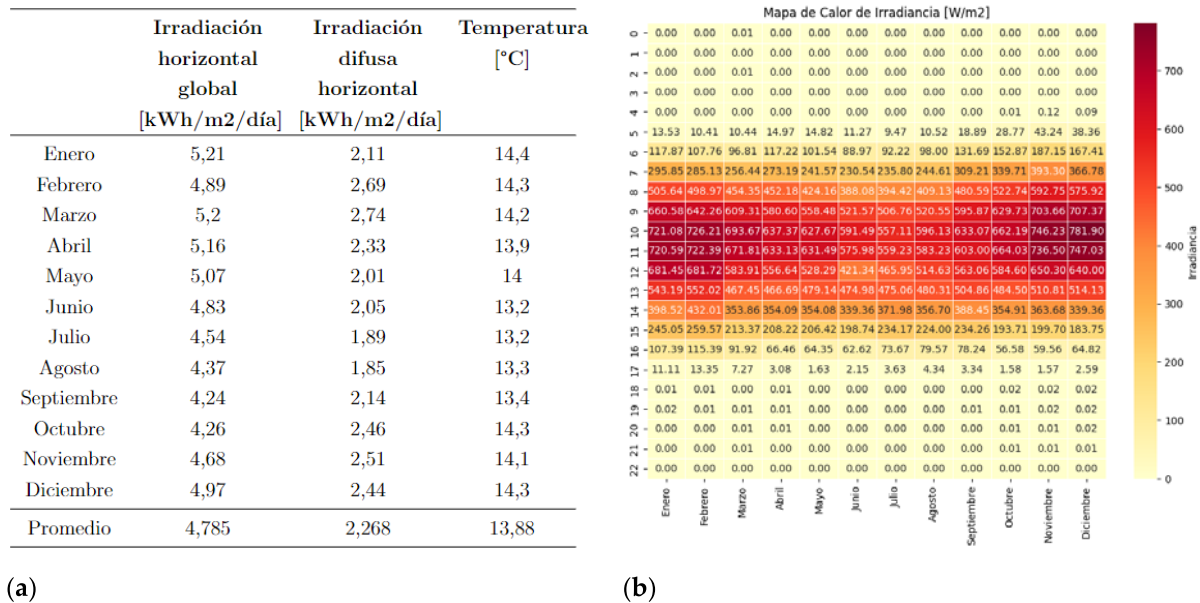 Irradiación Irradiación Temperatura
horizontal difusa [°C]
global horizontal
[kWh/m2/día] [kWh/m2/día]
Enero 5,21 2,11 14,4
Febrero 4,89 2,69 14,3
Marzo 5,2 2,74 14,2
Abril 5,16 2,33 13,9
Mayo 5,07 2,01 14
Junio 4,83 2,05 13,2
Julio 4,54 1,89 13,2
Agosto 4,37 1,85 13,3
Septiembre 4,24 2,14 13,4
Octubre 4,26 2,46 14,3
Noviembre 4,68 2,51 14,1
Diciembre 4,97 2,44 14,3
Promedio 4,785 2,268 13,88
(a)
Mapa de Calor de Irradiancia [W/m2]
0 0.00 0.00 0.01 0.00 0.00 0.00 0.00 0.00 0.00 0.00 0.00 0.00
1 0.00 0.00 0.00 0.00 0.00 0.00 0.00 0.00 0.00 0.00 0.00 0.00
2 0.00 0.00 0.01 0.00 0.00 0.00 0.00 0.00 0.00 0.00 0.00 0.00
3 0.00 0.00 0.00 0.00 0.00 0.00 0.00 0.00 0.00 0.00 0.00 0.00
4 0.00 0.00 0.00 0.00 0.00 0.00 0.00 0.00 0.00 0.01 0.12 0.09
5 13.53 10.41 10.44 14.97 14.82 11.27 9.47 10.52 18.89 28.77 43.24 38.36
6 117.87 107.76 96.81 117.22 101.54 88.97 92.22 98.00 131.69 152.87 187.15 167.41
7 295.85 285.13 256.44 273.19 241.57 230.54 235.80 244.61 309.21 339.71 393.30 366.78
8 505.64 498.97 454.35 452.18 424.16 388.08 394.42 409.13 480.59 522.74 592.75 575.92
9 660.58 642.26 609.31 580.60 558.48 521.57 506.76 520.55 595.87 629.73 703.66 707.37
10 721.08 726.21 693.67 637.37 627.67 591.49 557.11 596.13 633.07 662.19 746.23 781.90
11 720.59 722.39 671.81 633.13 631.49 575.98 559.23 583.23 603.00 664.03 736.50 747.03
12 681.45 681.72 583.91 556.64 528.29 421.34 465.95 514.63 563.06 584.60 650.30 640.00
13 543.19 552.02 467.45 466.69 479.14 474.98 475.06 480.31 504.86 484.50 510.81 514.13
14 398.52 432.01 353.86 354.09 354.08 339.36 371.98 356.70 388.45 354.91 363.68 339.36
15 245.05 259.57 213.37 208.22 206.42 198.74 234.17 224.00 234.26 193.71 199.70 183.75
16 107.39 115.39 91.92 66.46 64.35 62.62 73.67 79.57 78.24 56.58 59.56 64.82
17 11.11 13.35 7.27 3.08 1.63 2.15 3.63 4.34 3.34 1.58 1.57 2.59
18 0.01 0.01 0.00 0.01 0.00 0.00 0.00 0.00 0.00 0.02 0.02 0.02
19 0.02 0.01 0.01 0.01 0.00 0.00 0.00 0.00 0.01 0.01 0.02 0.02
20 0.00 0.00 0.01 0.01 0.00 0.00 0.00 0.00 0.00 0.01 0.01 0.02
21 0.00 0.00 0.01 0.00 0.00 0.00 0.00 0.00 0.00 0.01 0.01 0.01
22 0.00 0.00 0.00 0.00 0.00 0.00 0.00 0.00 0.00 0.00 0.00 0.00
Enero Febrero Marzo Abril Mayo Junio Julio Agosto Septiembre Octubre Noviembre Diciembre
700
600
500
400
300
200
100
0
Irradiancia
(b)